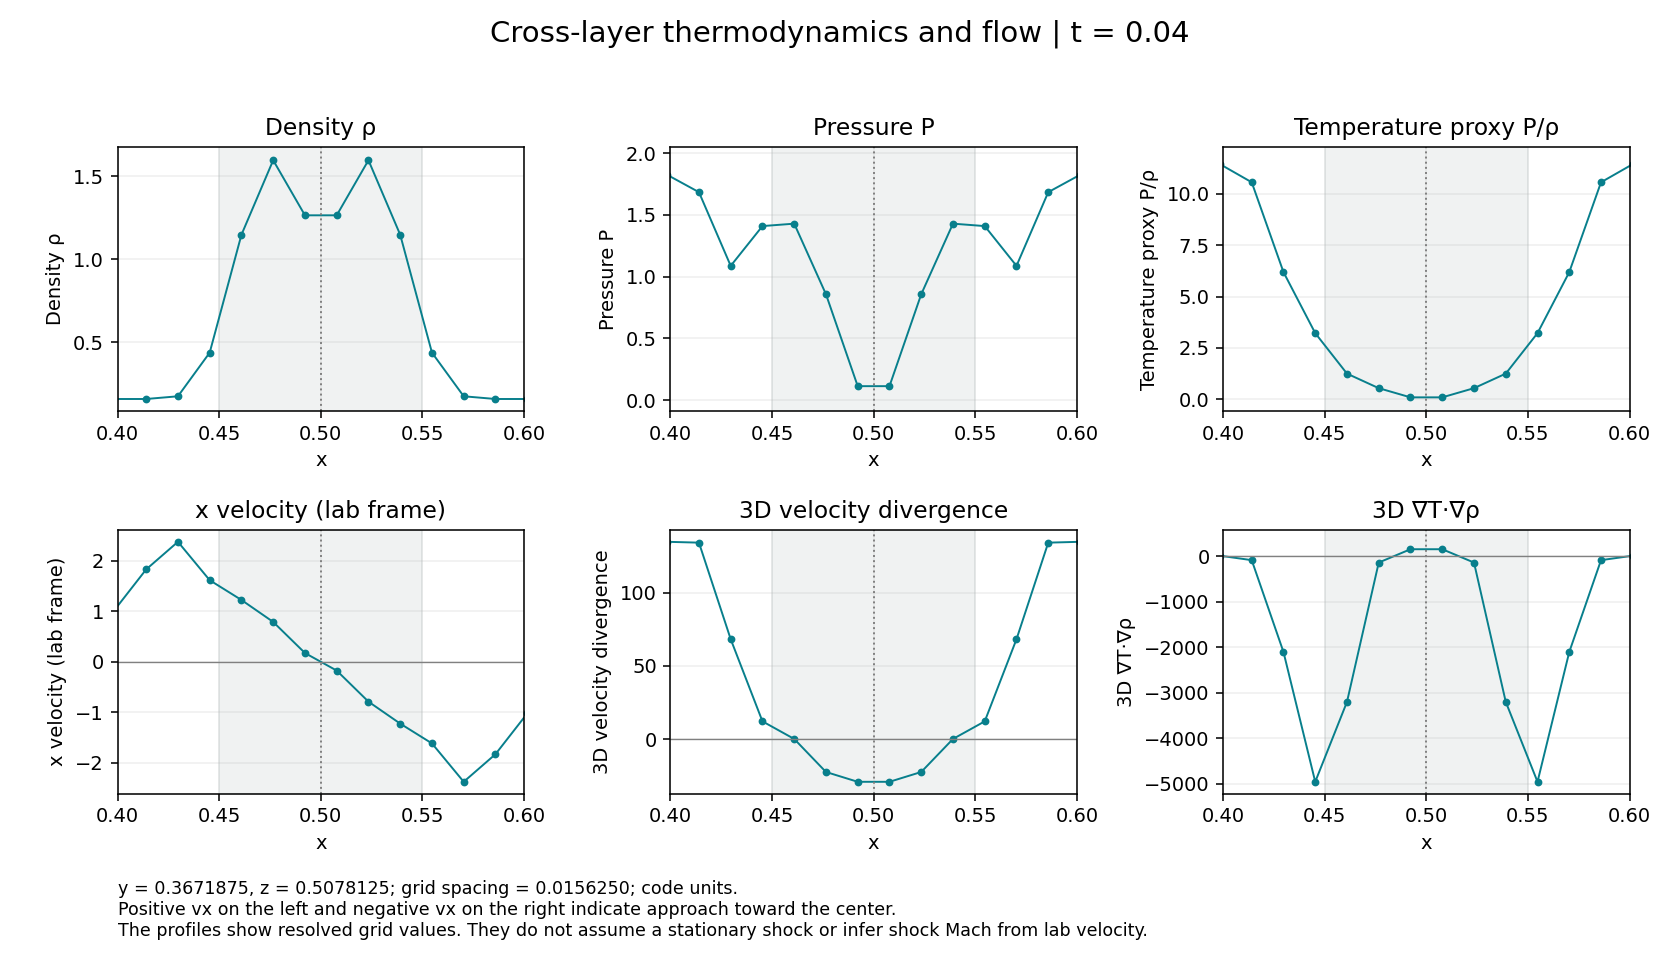 Cross-layer thermodynamics and flow | t = 0.04
Density ρ
Density ρ
1.5
1.0
0.5
0.40 0.45 0.50 0.55 0.60
x
Pressure P
Pressure P
2.0
1.5
1.0
0.5
0.0
0.40 0.45 0.50 0.55 0.60
x
Temperature proxy P/ρ
Temperature proxy P/ρ
10.0
7.5
5.0
2.5
0.0
0.40 0.45 0.50 0.55 0.60
x
x velocity (lab frame)
x velocity (lab frame)
2
1
0
−1
−2
0.40 0.45 0.50 0.55 0.60
x
3D velocity divergence
3D velocity divergence
100
50
0
0.40 0.45 0.50 0.55 0.60
x
3D ∇T·∇ρ
3D ∇T·∇ρ
0
−1000
−2000
−3000
−4000
−5000
0.40 0.45 0.50 0.55 0.60
x
y = 0.3671875, z = 0.5078125; grid spacing = 0.0156250; code units.
Positive vx on the left and negative vx on the right indicate approach toward the center.
The profiles show resolved grid values. They do not assume a stationary shock or infer shock Mach from lab velocity.